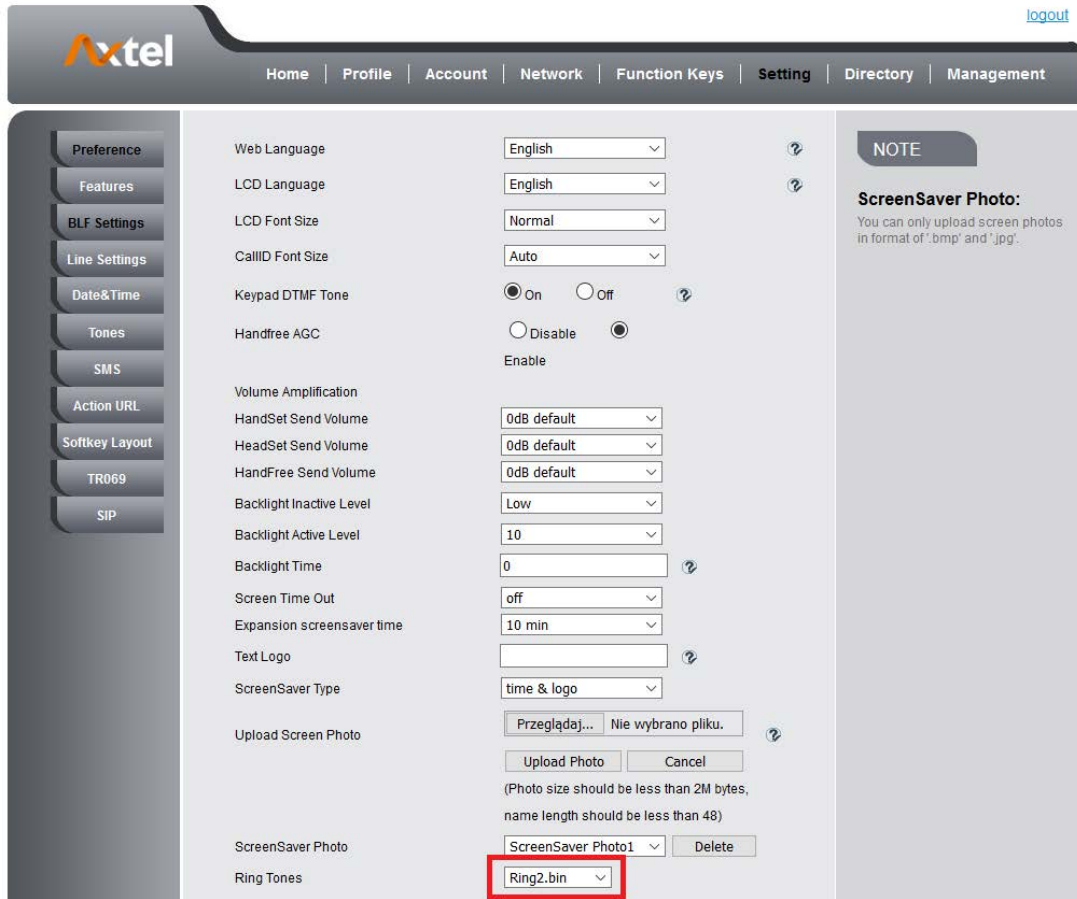 logout
Axtel
Home | Profile | Account | Network | Function Keys | Setting | Directory | Management
Preference
Features
BLF Settings
Line Settings
Date&Time
Tones
SMS
Action URL
Softkey Layout
TR069
SIP
Web Language English
LCD Language English
LCD Font Size Normal
CallID Font Size Auto
Keypad DTMF Tone On Off
Handfree AGC Disable
Enable
Volume Amplification
HandSet Send Volume 0dB default
HeadSet Send Volume 0dB default
HandFree Send Volume 0dB default
Backlight Inactive Level Low
Backlight Active Level 10
Backlight Time 0
Screen Time Out off
Expansion screensaver time 10 min
Text Logo
ScreenSaver Type time & logo
Upload Screen Photo Przeglądaj... Nie wybrano pliku.
Upload Photo Cancel
(Photo size should be less than 2M bytes,
name length should be less than 48)
ScreenSaver Photo ScreenSaver Photo1 Delete
Ring Tones Ring2.bin
NOTE
ScreenSaver Photo:
You can only upload screen photos
in format of '.bmp' and '.jpg'.